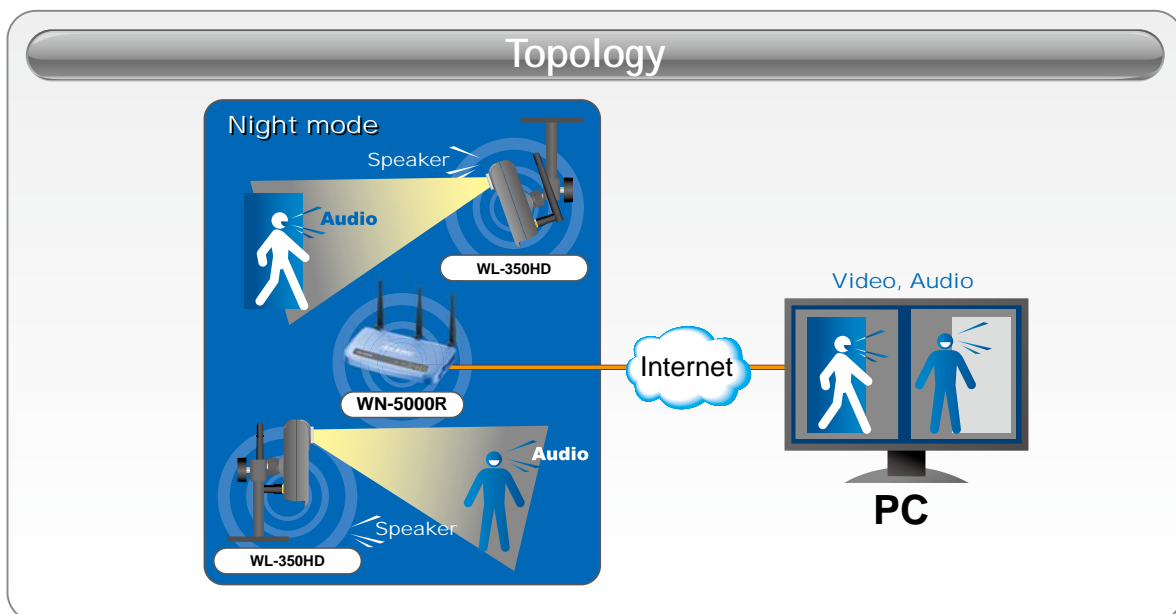 Topology
Night mode
Speaker
Audio
WL-350HD
WN-5000R
Audio
Speaker
WL-350HD
Internet
Video, Audio
PC